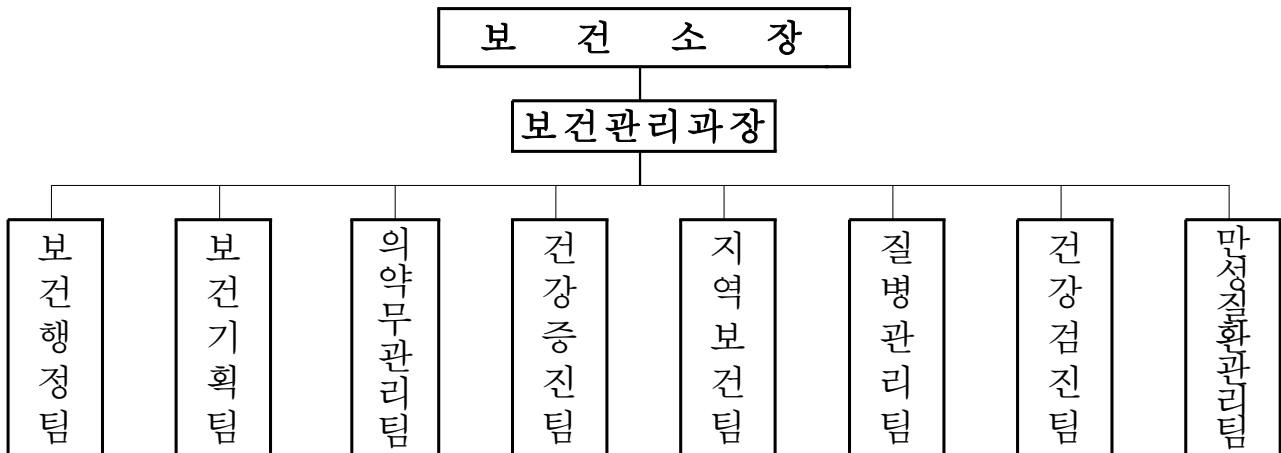 보 건 소 장
보건관리과장
보건행정팀
보건기획팀
의약무관리팀
건강증진팀
지역보건팀
질병관리팀
건강검진팀
만성질환관리팀